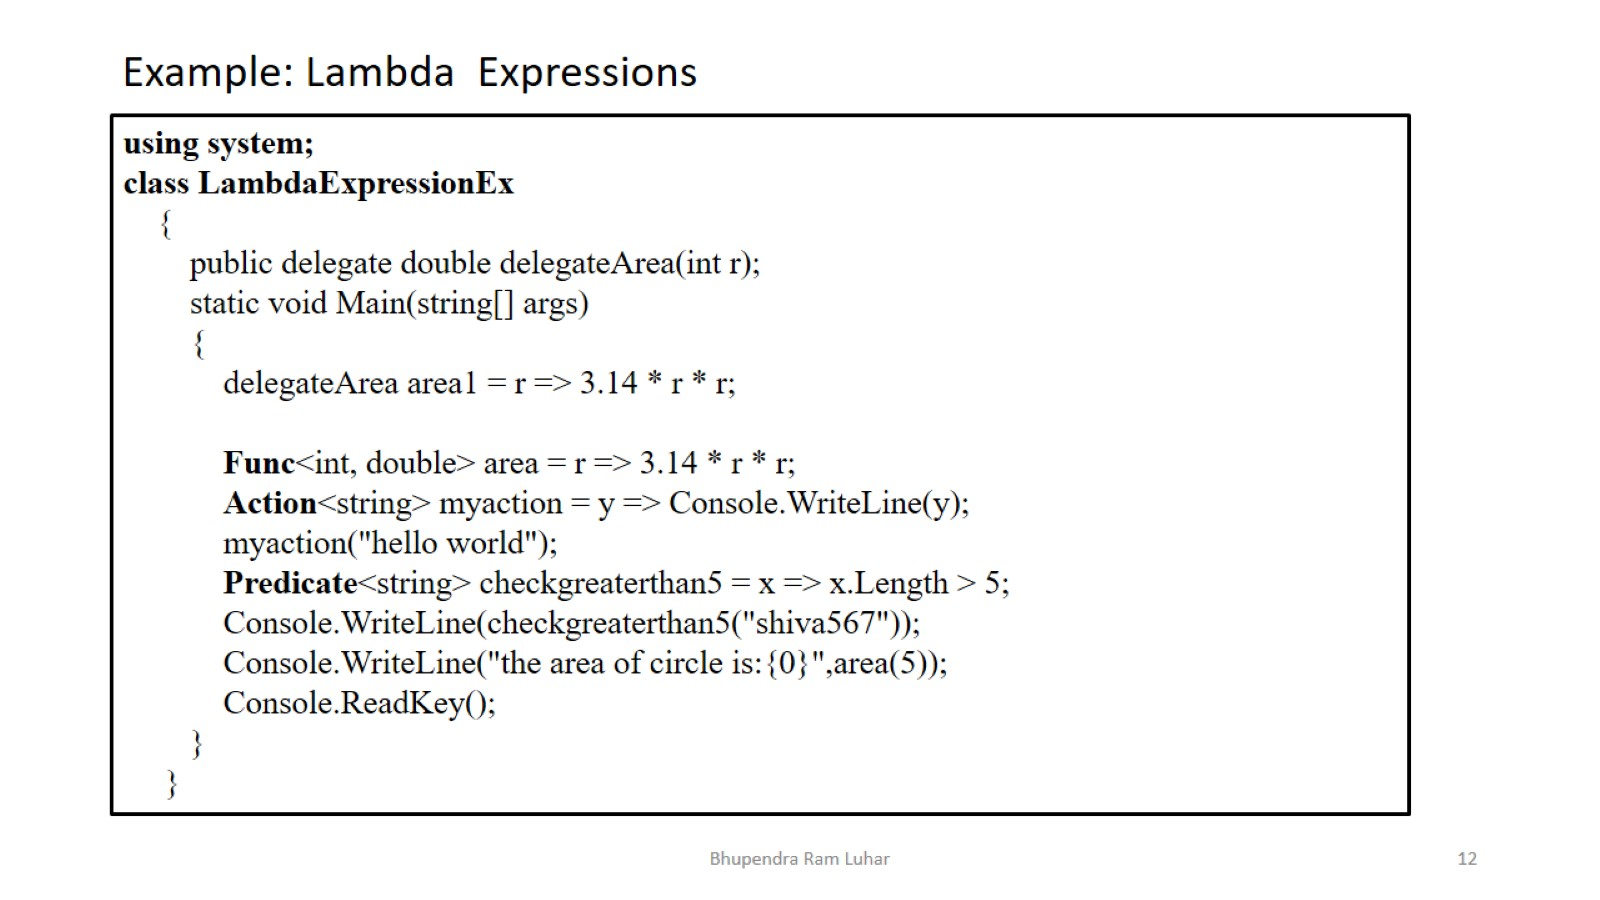 Example: Lambda  Expressions
using system;
class LambdaExpressionEx
{
public delegate double delegateArea(int r);
static void Main(string[] args)
{
delegateArea area1 = r => 3.14 * r * r;
Func<int, double> area = r => 3.14 * r * r;
Action<string> myaction = y => Console.WriteLine(y);
myaction("hello world");
Predicate<string> checkgreaterthan5 = x => x.Length > 5;
Console.WriteLine(checkgreaterthan5("shiva567"));
Console.WriteLine("the area of circle is:{0}",area(5));
Console.ReadKey();
}
}
Bhupendra Ram Luhar
12